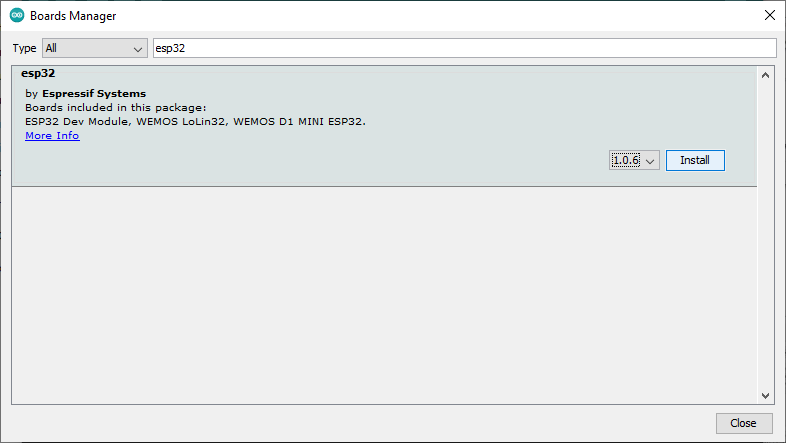 Boards Manager
Type All esp32
esp32
by Espressif Systems
Boards included in this package:
ESP32 Dev Module, WEMOS LoLin32, WEMOS D1 MINI ESP32.
More Info
1.0.6 Install
Close